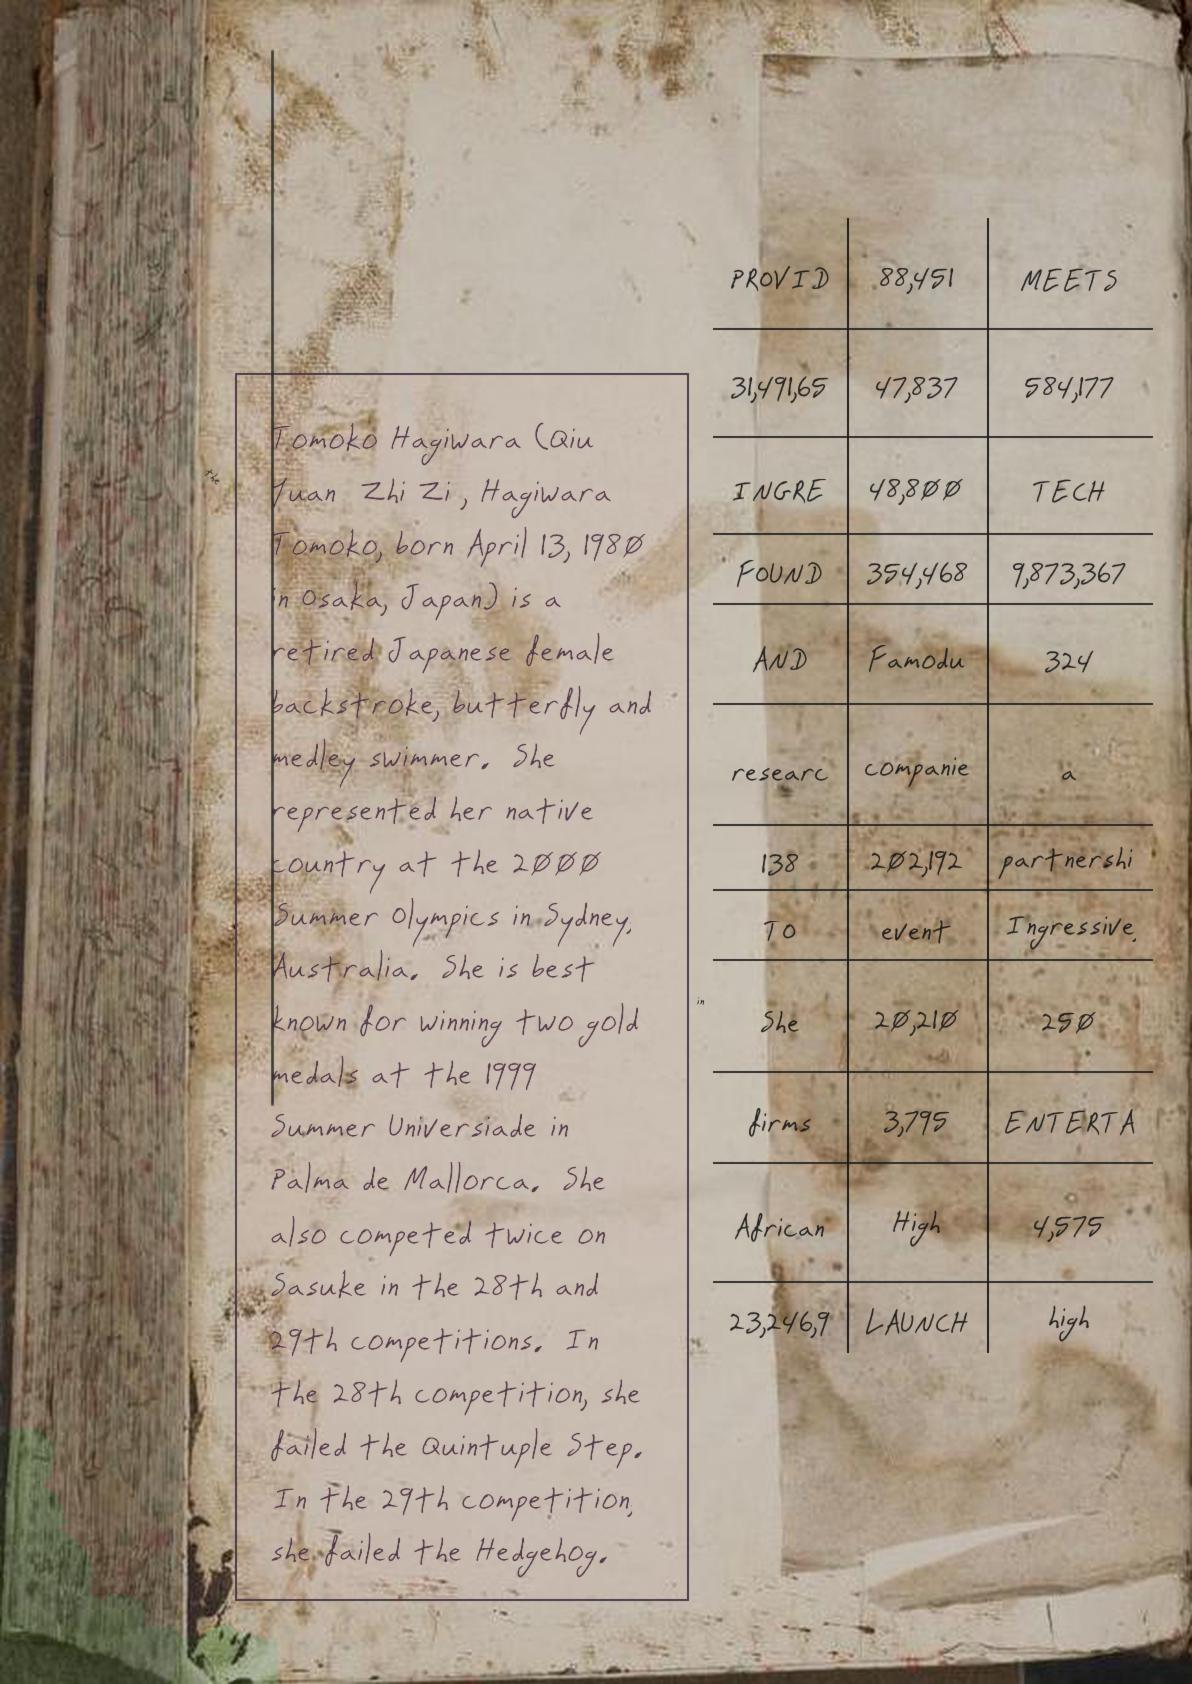 Tomoko Hagiwara (Qiu
Yuan Zhi Zi, Hagiwara
Tomoko, born April 13, 1980
in Osaka, Japan) is a
retired Japanese female
backstroke, butterfly and
medley swimmer. She
represented her native
country at the 2000
Summer Olympics in Sydney,
Australia. She is best
known for winning two gold
medals at the 1999
Summer Universiade in
Palma de Mallorca. She
also competed twice on
Sasuke in the 28th and
29th competitions. In
the 28th competition, she
failed the Quintuple Step.
In the 29th competition,
she failed the Hedgehog.
the
in
PROVID 88,451 MEETS
31,491,65 47,837 584,177
INGRE 48,800 TECH
FOUND 354,468 9,873,367
AND Famodu 324
researc companie a
138 202,192 partnershi
TO event Ingressive,
She 20,210 250
firms 3,795 ENTERTA
African High 4,575
23,246,9 LAUNCH high